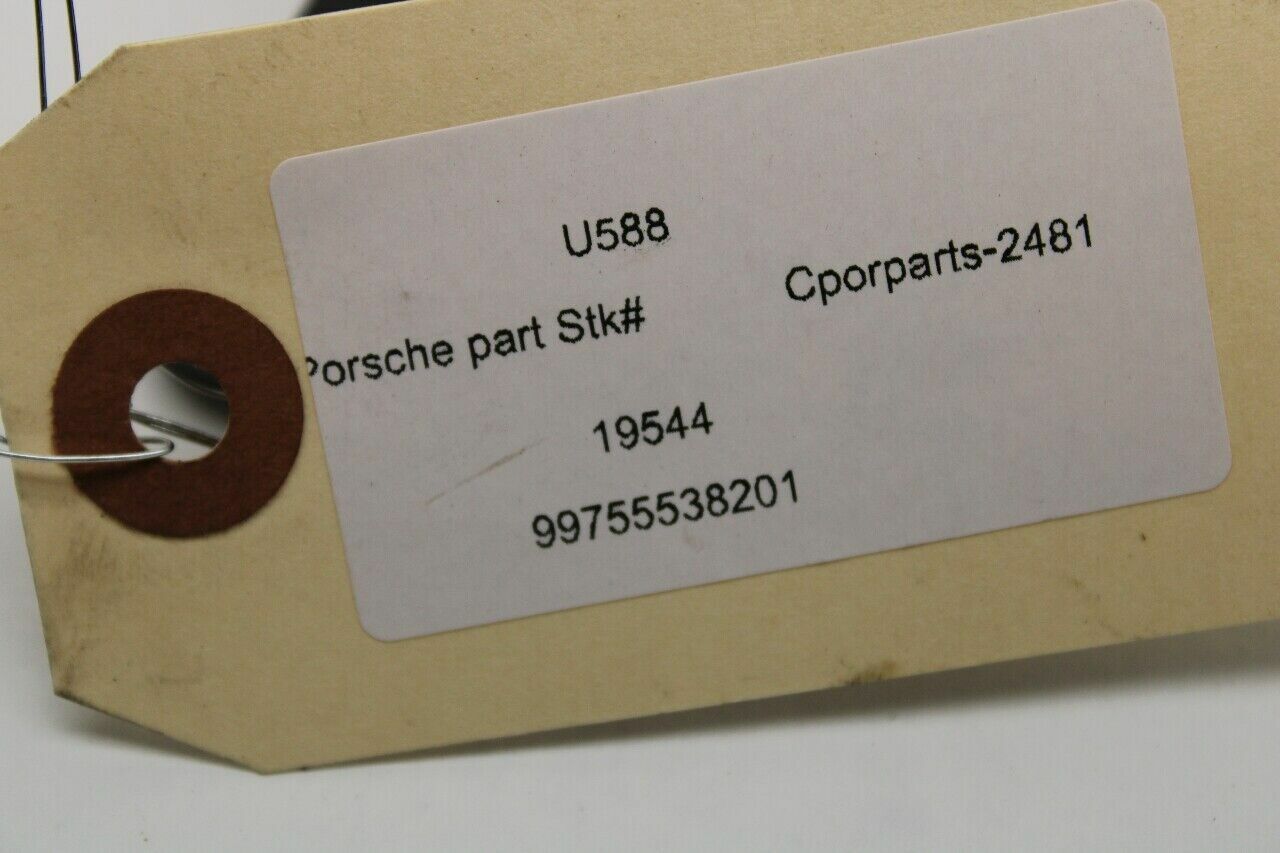 U588
Cporparts-2481
Porsche part Stk#
19544
99755538201